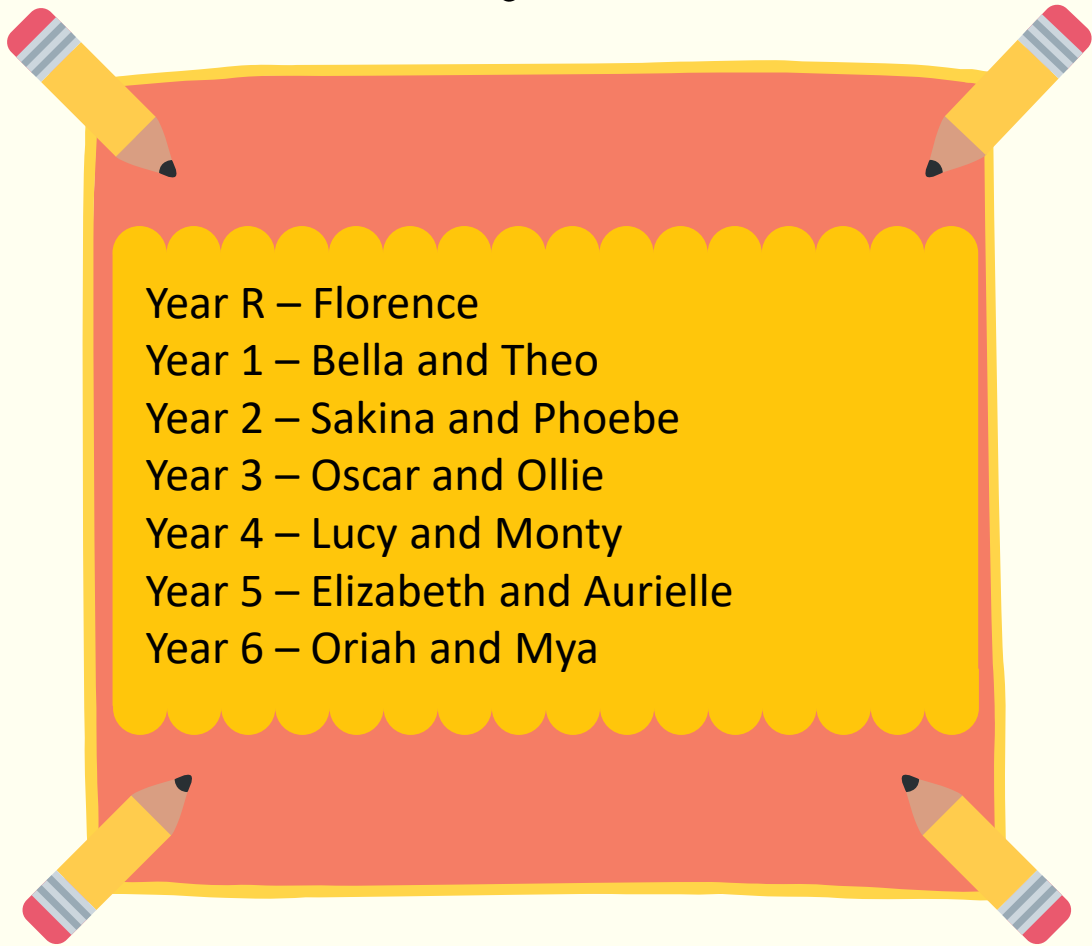 Year R – Florence
Year 1 – Bella and Theo
Year 2 – Sakina and Phoebe
Year 3 – Oscar and Ollie
Year 4 – Lucy and Monty
Year 5 – Elizabeth and Aurielle
Year 6 – Oriah and Mya